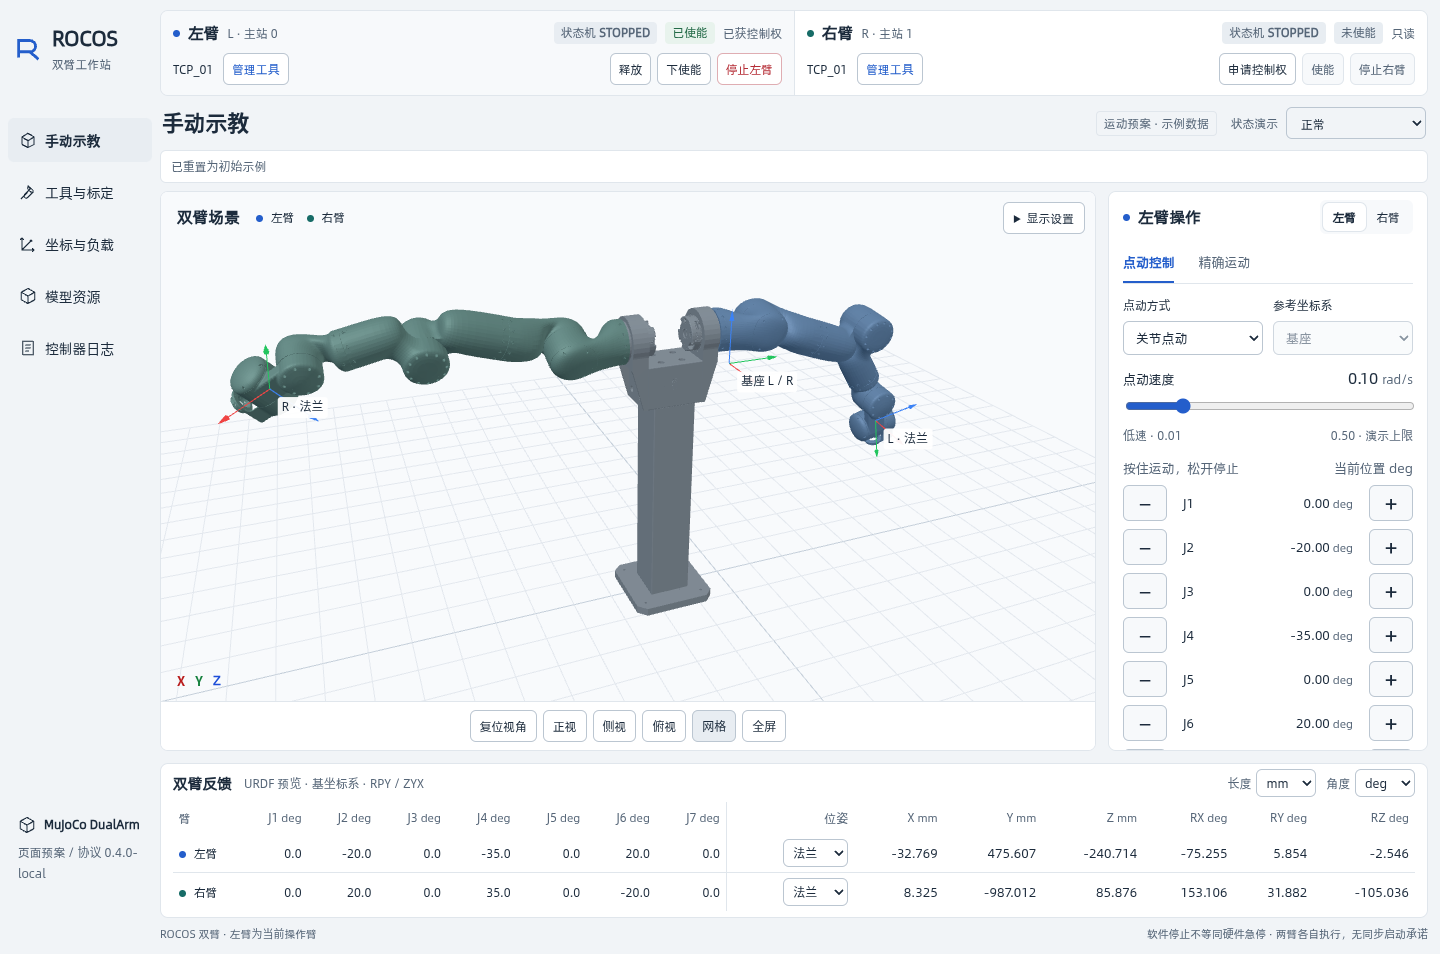 ROCOS
双臂工作站
左臂 L · 主站 0 状态机 STOPPED 已使能 已获控制权
TCP_01 管理工具 释放 下使能 停止左臂
右臂 R · 主站 1 状态机 STOPPED 未使能 只读
TCP_01 管理工具 申请控制权 使能 停止右臂
手动示教
工具与标定
坐标与负载
模型资源
控制器日志
MuJoCo DualArm
页面预案 / 协议 0.4.0-
local
手动示教 运动预案 · 示例数据 状态演示 正常
已重置为初始示例
双臂场景 左臂 右臂 显示设置
基座 L / R
R · 法兰
L · 法兰
X Y Z
复位视角 正视 侧视 俯视 网格 全屏
左臂操作 左臂 右臂
点动控制 精确运动
点动方式 参考坐标系
关节点动 基座
点动速度 0.10 rad/s
低速 · 0.01 0.50 · 演示上限
按住运动，松开停止 当前位置 deg
− J1 0.00 deg +
− J2 -20.00 deg +
− J3 0.00 deg +
− J4 -35.00 deg +
− J5 0.00 deg +
− J6 20.00 deg +
双臂反馈 URDF 预览 · 基坐标系 · RPY / ZYX 长度 mm 角度 deg
臂 J1 deg J2 deg J3 deg J4 deg J5 deg J6 deg J7 deg 位姿 X mm Y mm Z mm RX deg RY deg RZ deg
左臂 0.0 -20.0 0.0 -35.0 0.0 20.0 0.0 法兰 -32.769 475.607 -240.714 -75.255 5.854 -2.546
右臂 0.0 20.0 0.0 35.0 0.0 -20.0 0.0 法兰 8.325 -987.012 85.876 153.106 31.882 -105.036
ROCOS 双臂 · 左臂为当前操作臂 软件停止不等同硬件急停 · 两臂各自执行，无同步启动承诺